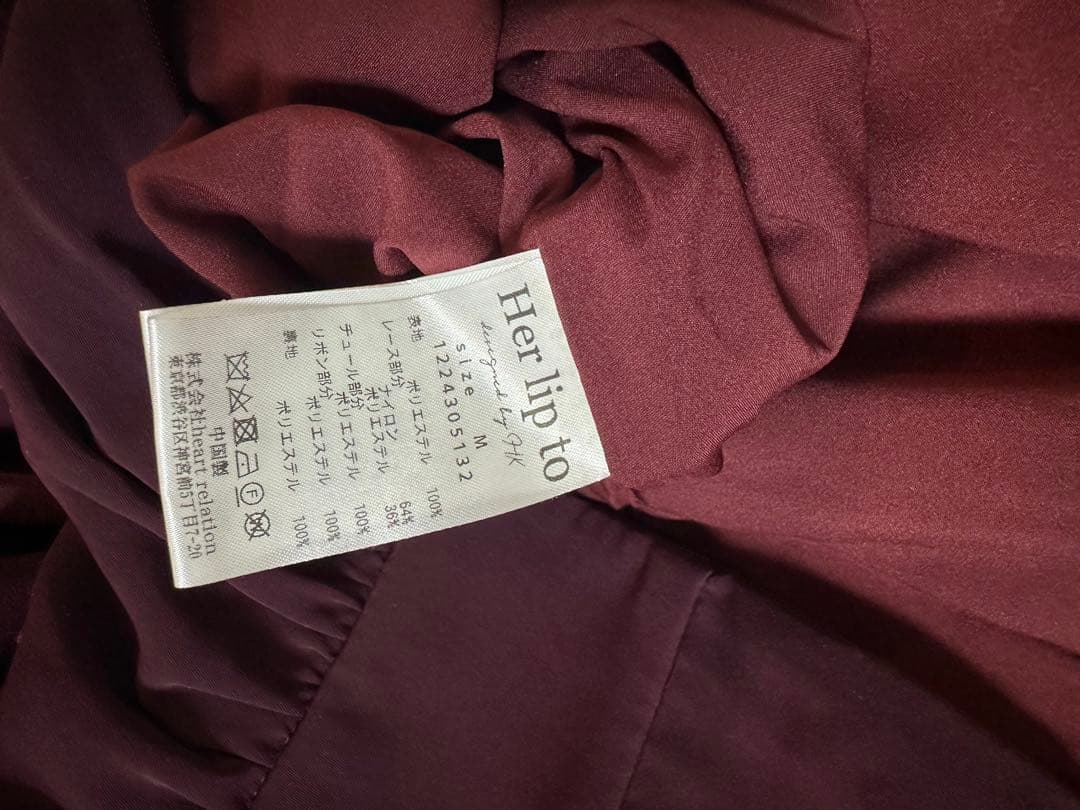 Her lip to
designed by HK
size M
1224305132
表地 ポリエステル 100%
レース部分 ナイロン 64%
ポリエステル 36%
チュール部分 ポリエステル 100%
リボン部分 ポリエステル 100%
裏地 ポリエステル 100%
F
中国製
株式会社heart relation
東京都渋谷区神宮前5丁目7-20